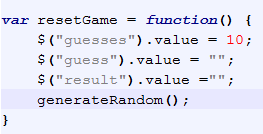 var resetGame = function() {
$("guesses").value = 10;
$("guess").value = "";
$("result").value ="";
generateRandom();
}